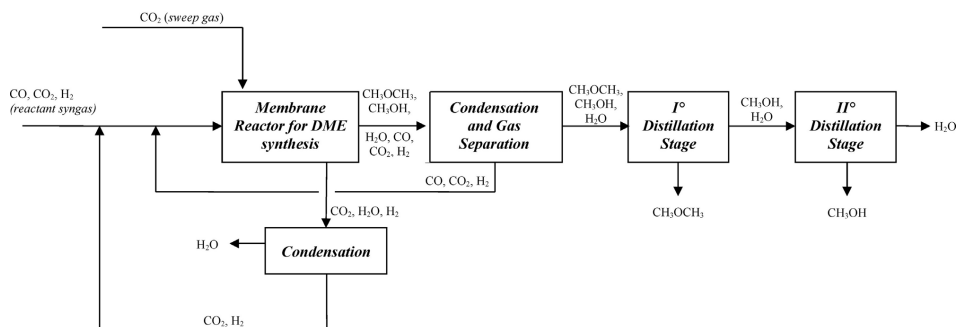 CO₂ (sweep gas)
CO, CO₂, H₂
(reactant syngas)
Membrane
Reactor for DME
synthesis
CH₃OCH₃,
CH₃OH,
H₂O, CO,
CO₂, H₂
Condensation
and Gas
Separation
CH₃OCH₃,
CH₃OH,
H₂O
I°
Distillation
Stage
CH₃OH,
H₂O
II°
Distillation
Stage
H₂O
CO, CO₂, H₂
CH₃OCH₃
CH₃OH
CO₂, H₂O, H₂
H₂O
Condensation
CO₂, H₂